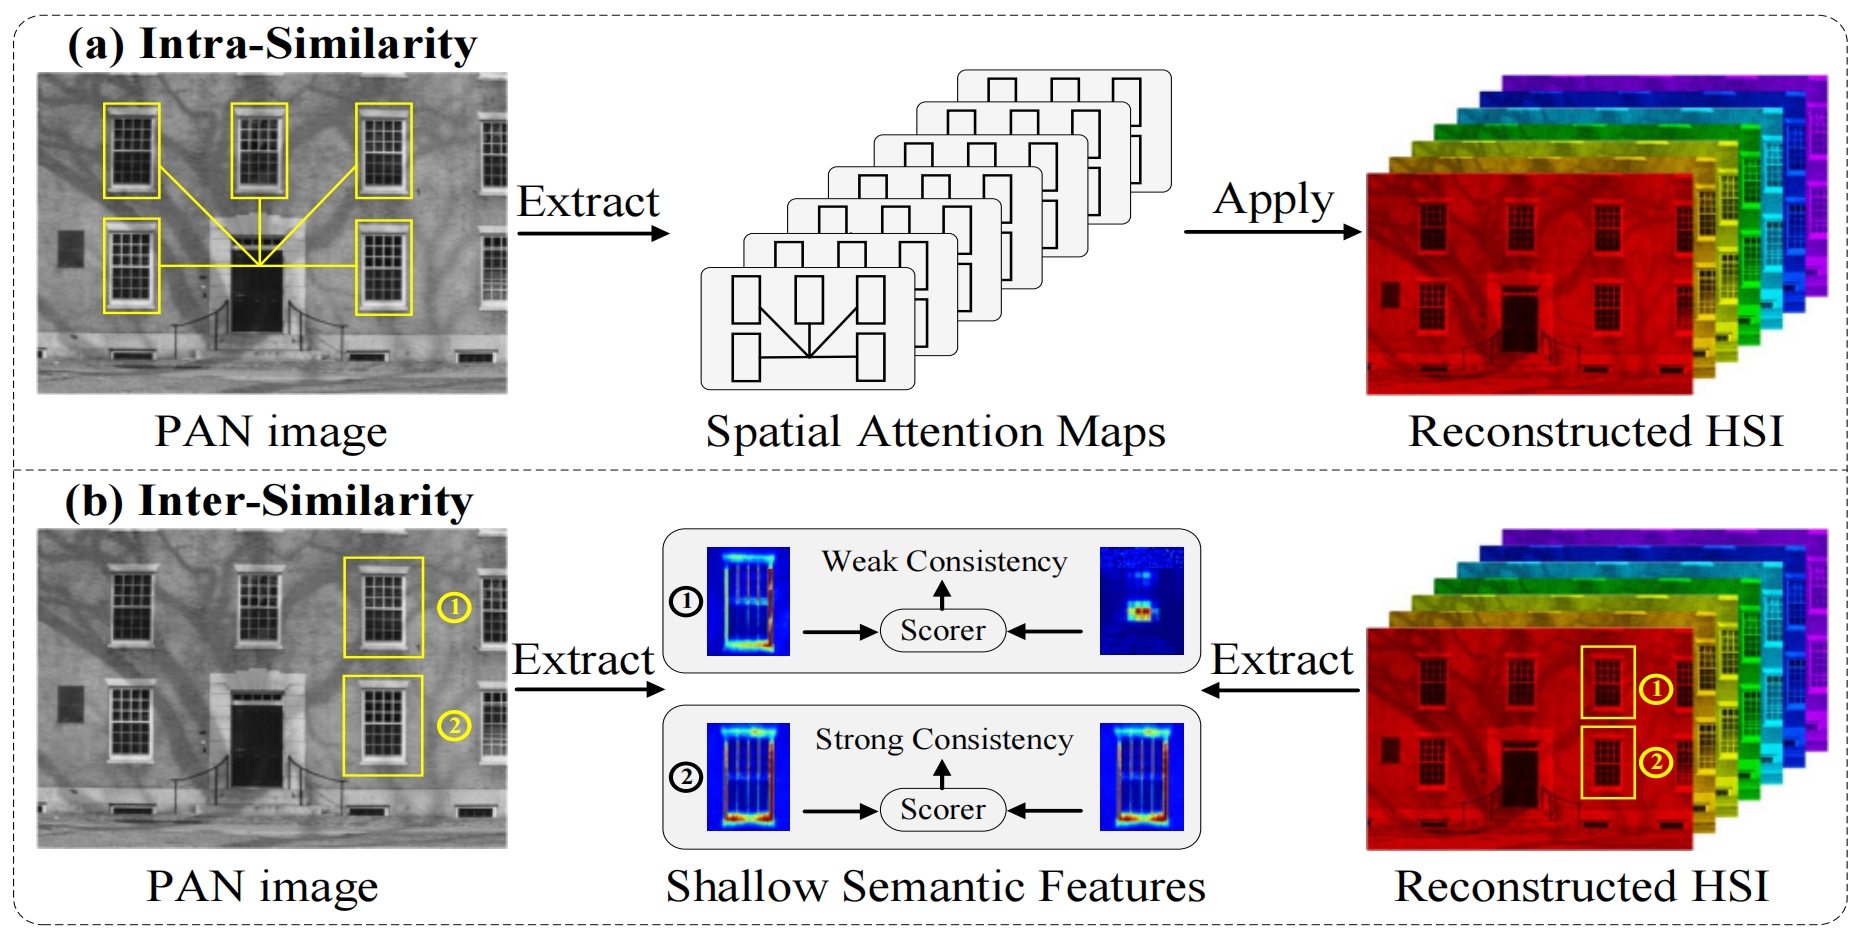 (a) Intra-Similarity
Extract
Apply
PAN image
Spatial Attention Maps
Reconstructed HSI
(b) Inter-Similarity
①
②
Extract
①
Weak Consistency
Scorer
②
Strong Consistency
Scorer
Extract
①
②
PAN image
Shallow Semantic Features
Reconstructed HSI